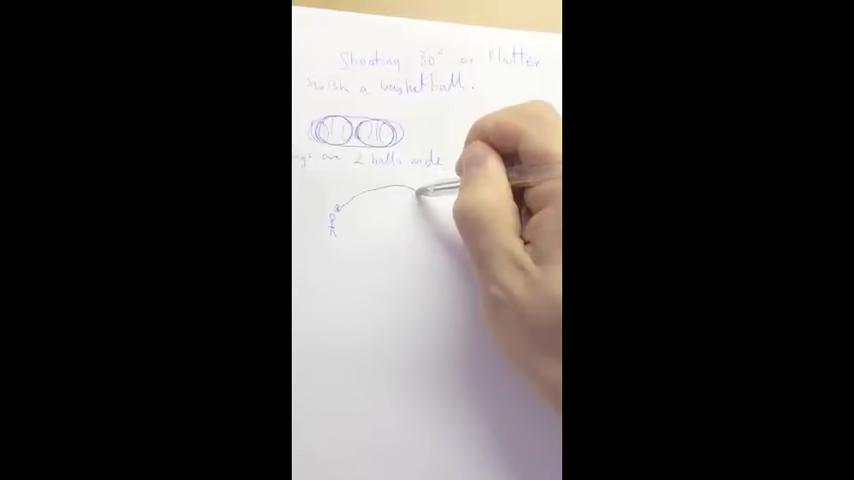 Shooting 30° or Flatter
swish a basketball.
are 2 balls wide